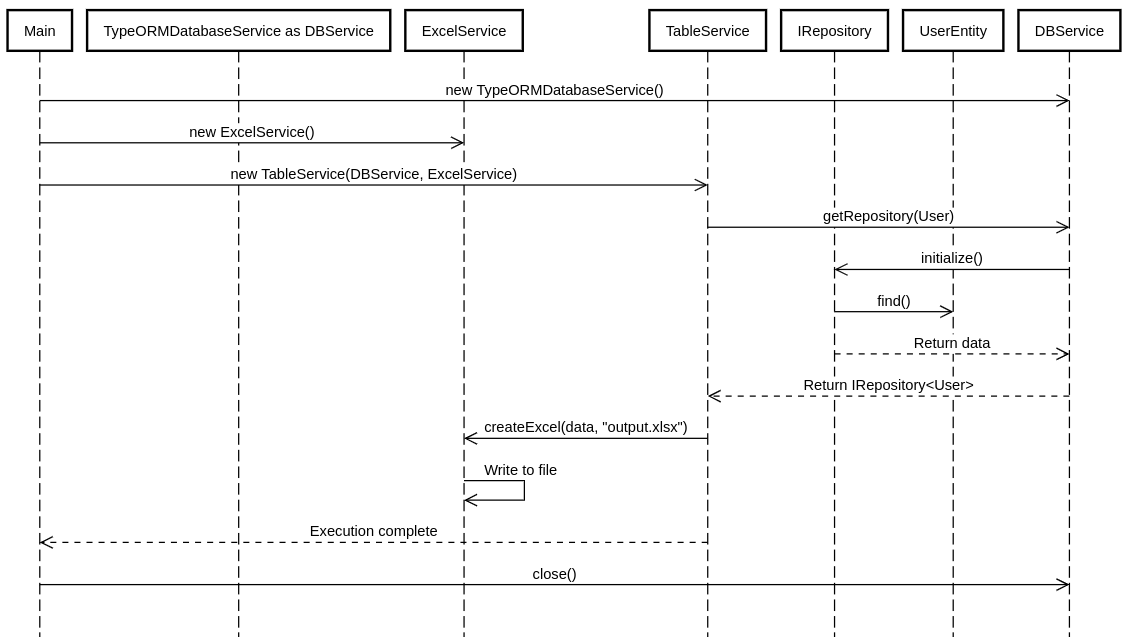 Main
TypeORMDatabaseService as DBService
ExcelService
TableService
IRepository
UserEntity
DBService
new TypeORMDatabaseService()
new ExcelService()
new TableService(DBService, ExcelService)
getRepository(User)
initialize()
find()
Return data
Return IRepository<User>
createExcel(data, "output.xlsx")
Write to file
Execution complete
close()